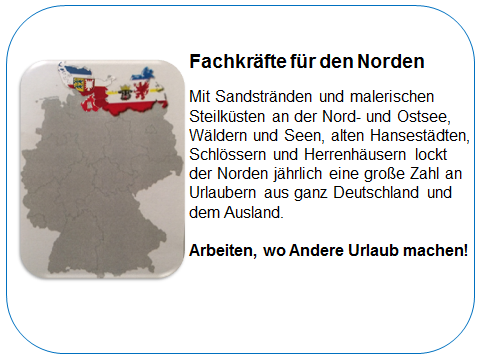 Fachkräfte für den Norden
Mit Sandstränden und malerischen
Steilküsten an der Nord- und Ostsee,
Wäldern und Seen, alten Hansestädten,
Schlössern und Herrenhäusern lockt
der Norden jährlich eine große Zahl an
Urlaubern aus ganz Deutschland und
dem Ausland.
Arbeiten, wo Andere Urlaub machen!